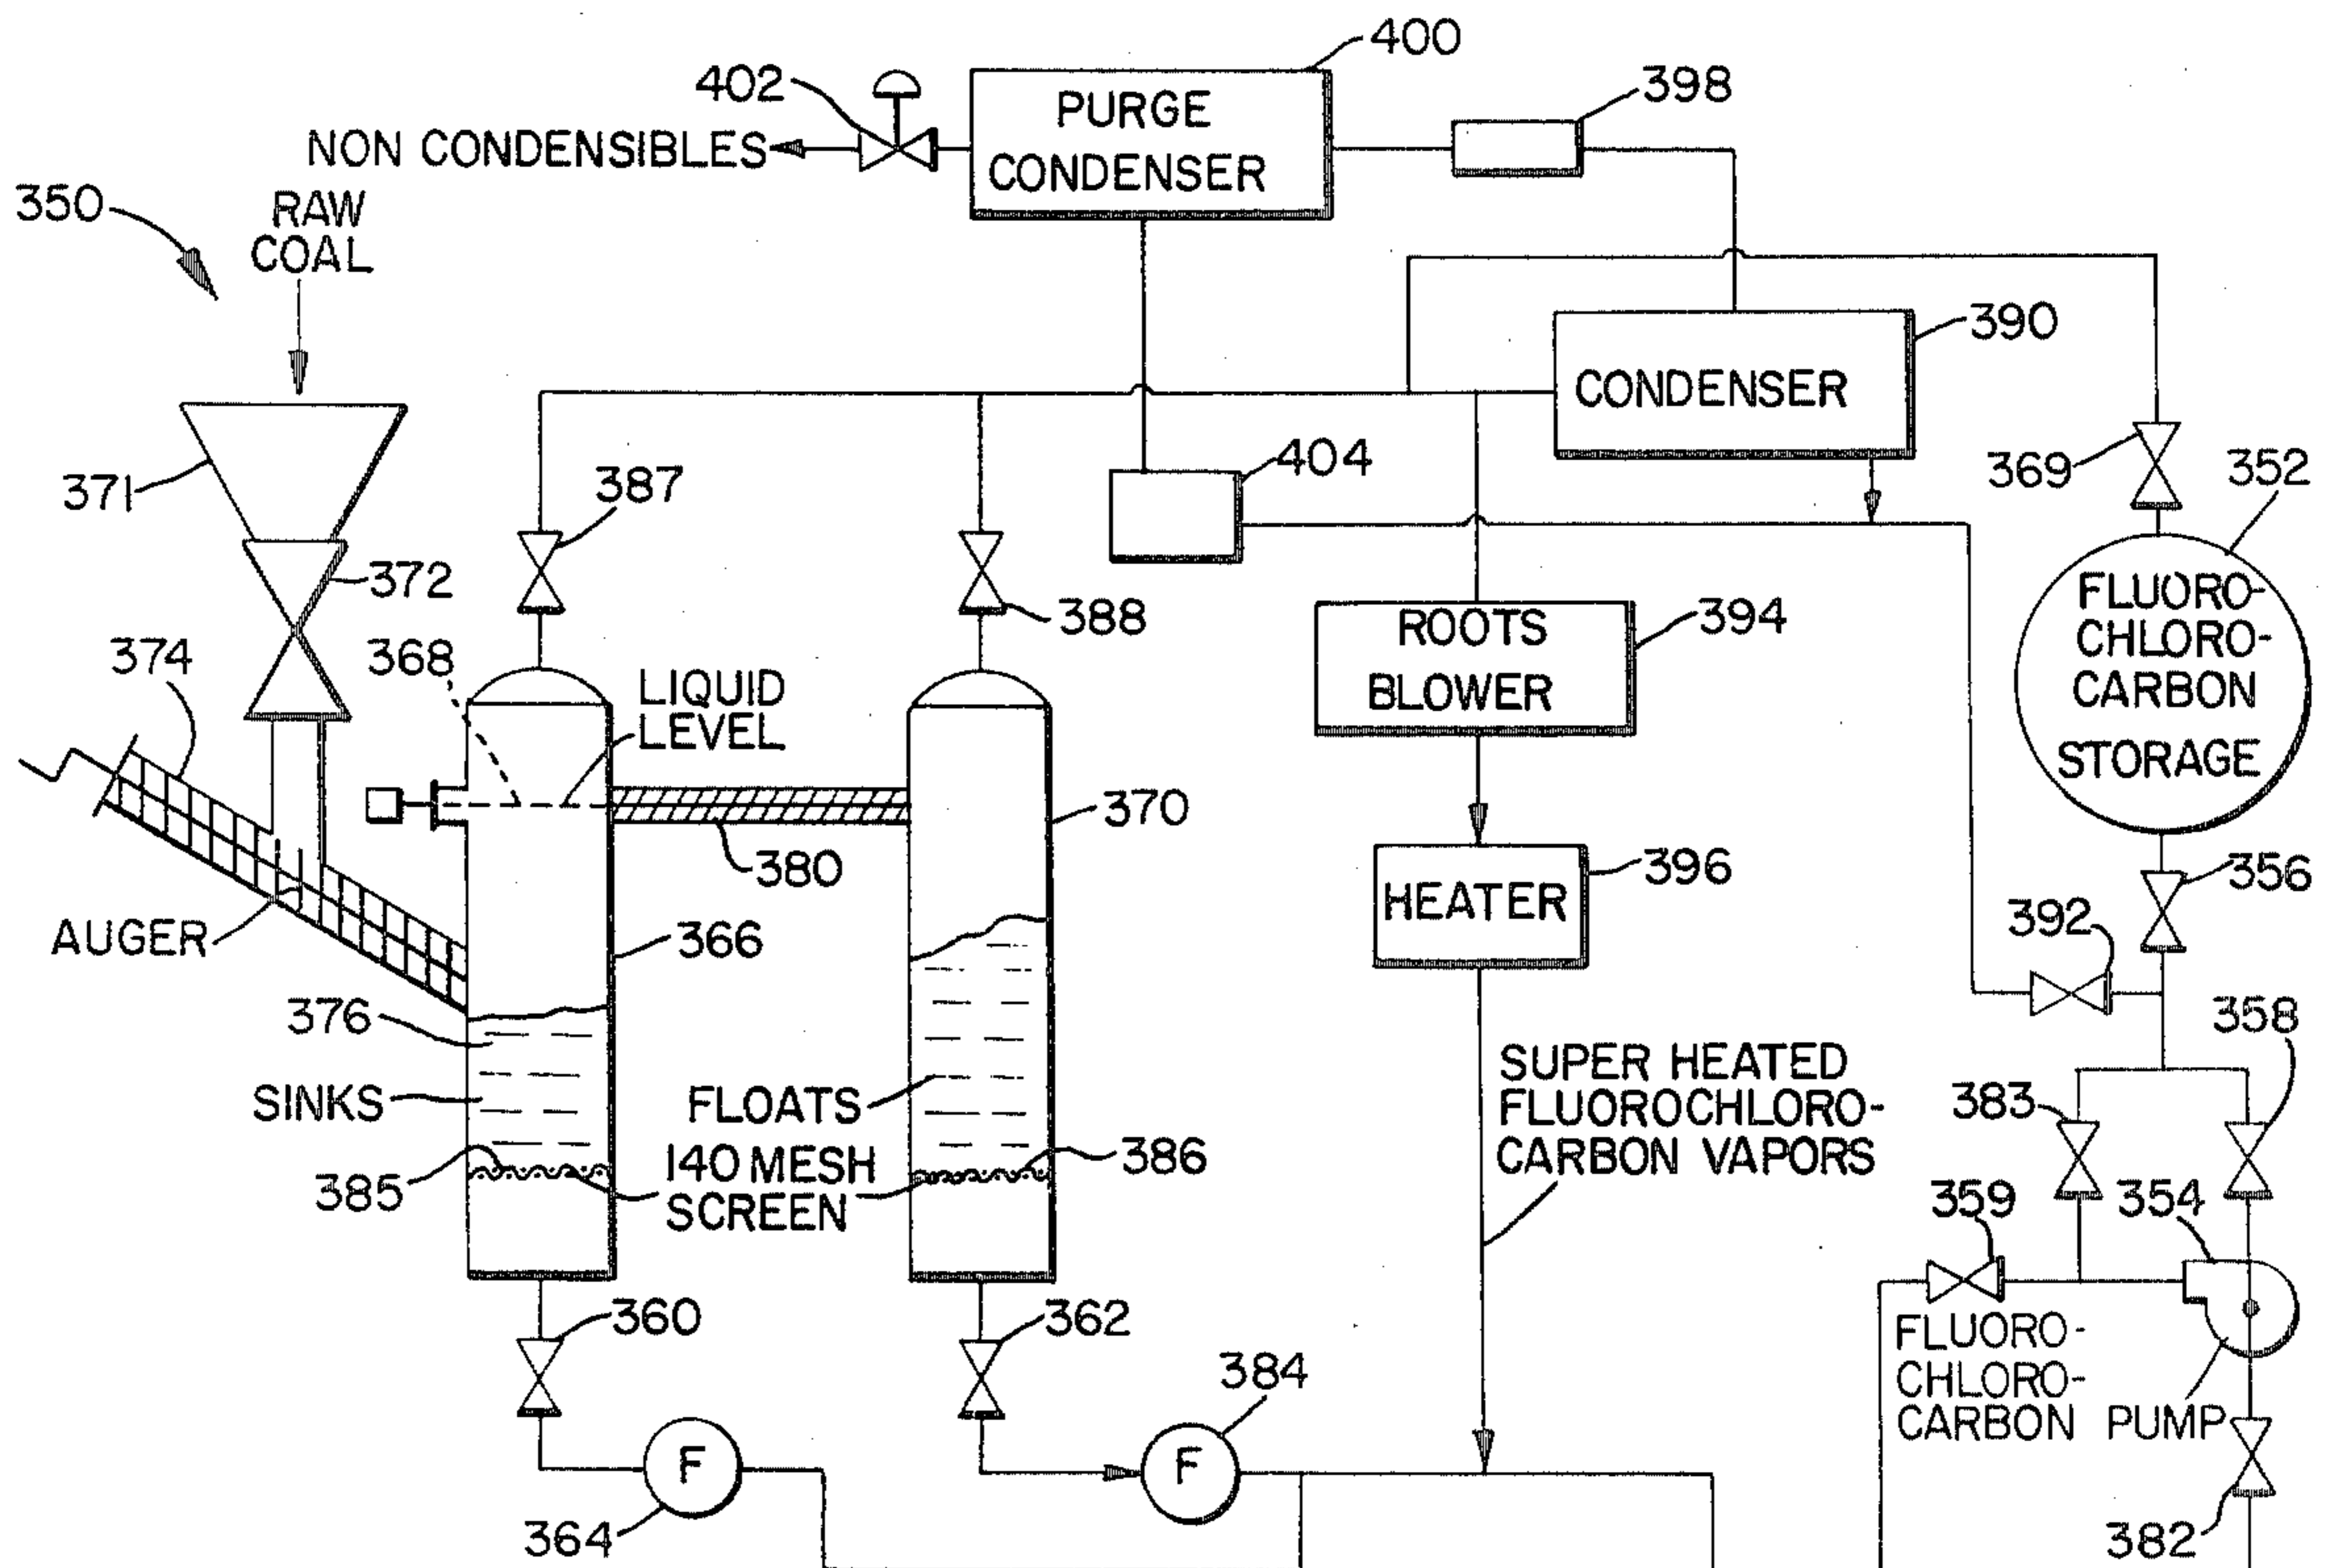 400
402
PURGE
CONDENSER
398
NON CONDENSIBLES
350
RAW
COAL
390
CONDENSER
371
387
404
369
352
372
388
394
ROOTS
BLOWER
FLUORO-
CHLORO-
CARBON
STORAGE
374
368
LIQUID
LEVEL
370
380
396
HEATER
356
392
AUGER
366
376
358
SINKS
FLOATS
SUPER HEATED
FLUOROCHLORO-
CARBON VAPORS
383
385
140 MESH
SCREEN
386
359
354
360
362
384
FLUORO-
CHLORO-
CARBON PUMP
F
F
364
382